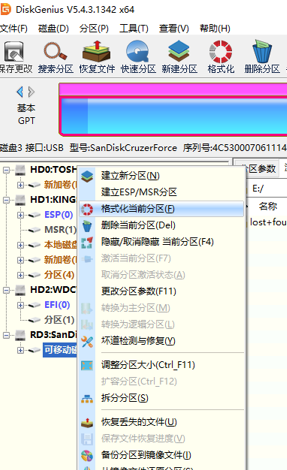 DiskGenius V5.4.3.1342 x64
文件(F) 磁盘(D) 分区(P) 工具(T) 查看(V) 帮助(H)
保存更改 搜索分区 恢复文件 快速分区 新建分区 格式化 删除分区
基本
GPT
磁盘3 接口:USB 型号:SanDiskCruzerForce 序列号:4C530007061114
HD0:TOSH
新加卷(
HD1:KING
ESP(0)
MSR(1)
本地磁盘
新加卷(
分区(4)
HD2:WDC
EFI(0)
分区(1)
RD3:SanDi
可移动磁
建立新分区(N)
建立ESP/MSR分区
格式化当前分区(F)
删除当前分区(Del)
隐藏/取消隐藏 当前分区(F4)
激活当前分区(F7)
取消分区激活状态(A)
更改分区参数(F11)
转换为主分区(M)
转换为逻辑分区(L)
坏道检测与修复(Y)
调整分区大小(Ctrl_F11)
扩容分区(Ctrl_F12)
拆分分区(S)
恢复丢失的文件(U)
保存文件恢复进度(V)
备份分区到镜像文件(I)
分区参数
E:/
名称
lost+fou